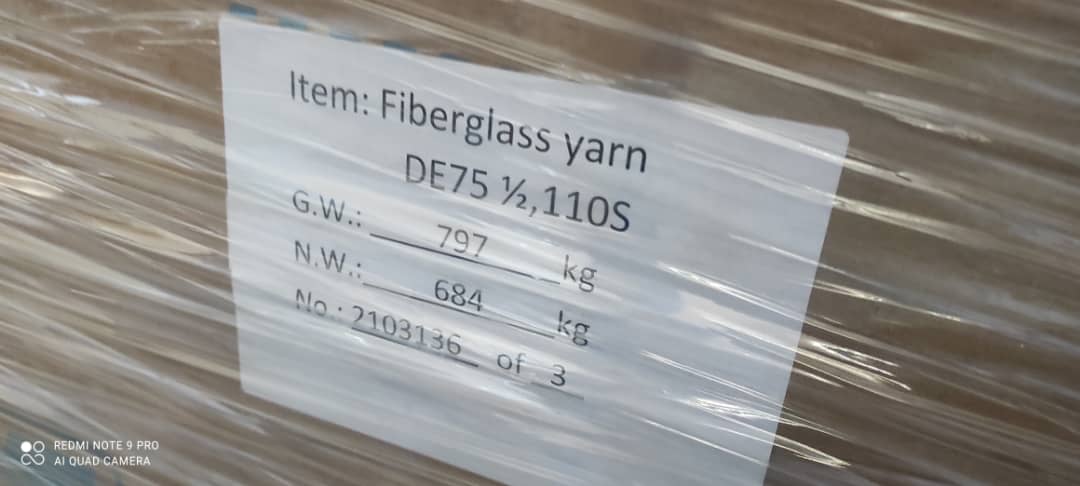 Item: Fiberglass yarn
DE75 ½,110S
G.W.: 797 kg
N.W.: 684 kg
No.: 2103136 of 3
REDMI NOTE 9 PRO
AI QUAD CAMERA